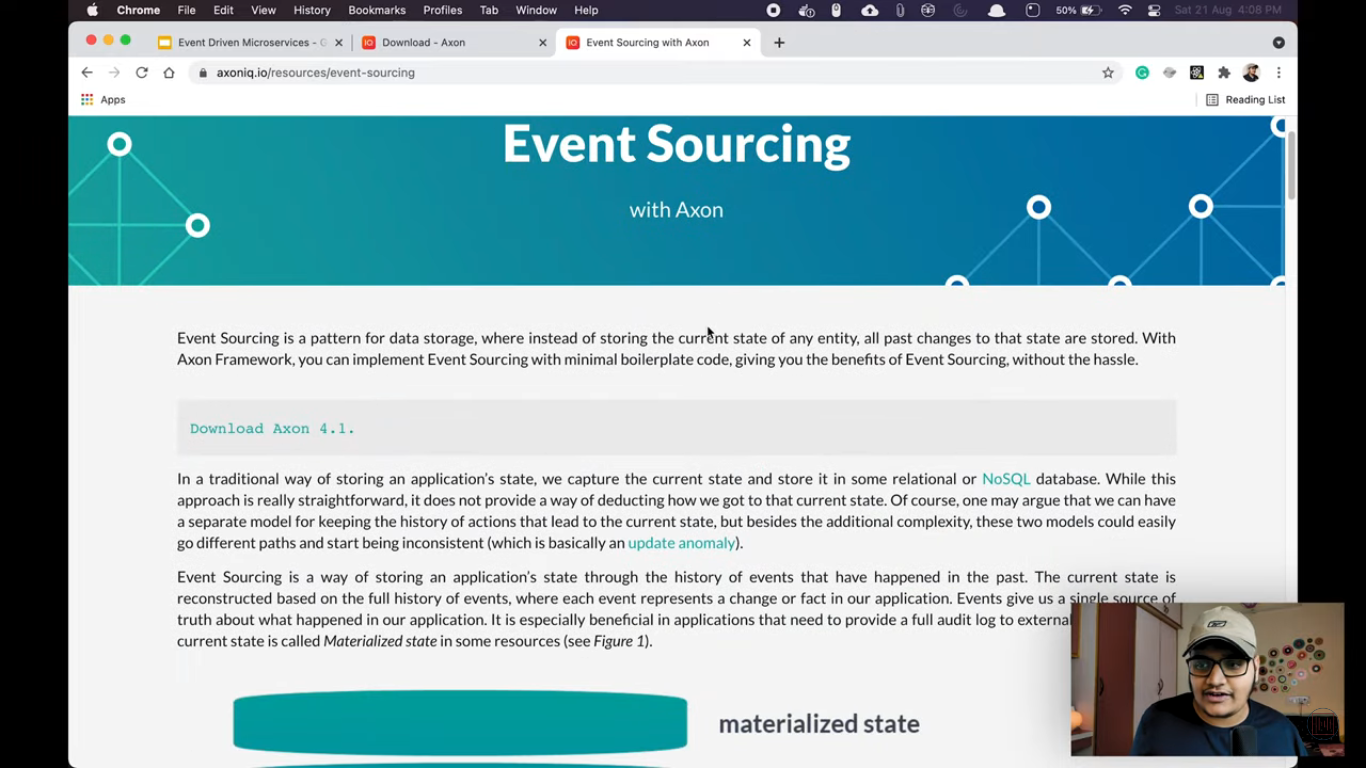 Chrome File Edit View History Bookmarks Profiles Tab Window Help 50% Sat 21 Aug 4:08 PM
Event Driven Microservices - Download - Axon Event Sourcing with Axon
axoniq.io/resources/event-sourcing
Apps Reading List
Event Sourcing
with Axon
Event Sourcing is a pattern for data storage, where instead of storing the current state of any entity, all past changes to that state are stored. With
Axon Framework, you can implement Event Sourcing with minimal boilerplate code, giving you the benefits of Event Sourcing, without the hassle.
Download Axon 4.1.
In a traditional way of storing an application's state, we capture the current state and store it in some relational or NoSQL database. While this
approach is really straightforward, it does not provide a way of deducting how we got to that current state. Of course, one may argue that we can have
a separate model for keeping the history of actions that lead to the current state, but besides the additional complexity, these two models could easily
go different paths and start being inconsistent (which is basically an update anomaly).
Event Sourcing is a way of storing an application's state through the history of events that have happened in the past. The current state is
reconstructed based on the full history of events, where each event represents a change or fact in our application. Events give us a single source of
truth about what happened in our application. It is especially beneficial in applications that need to provide a full audit log to external
current state is called Materialized state in some resources (see Figure 1).
materialized state